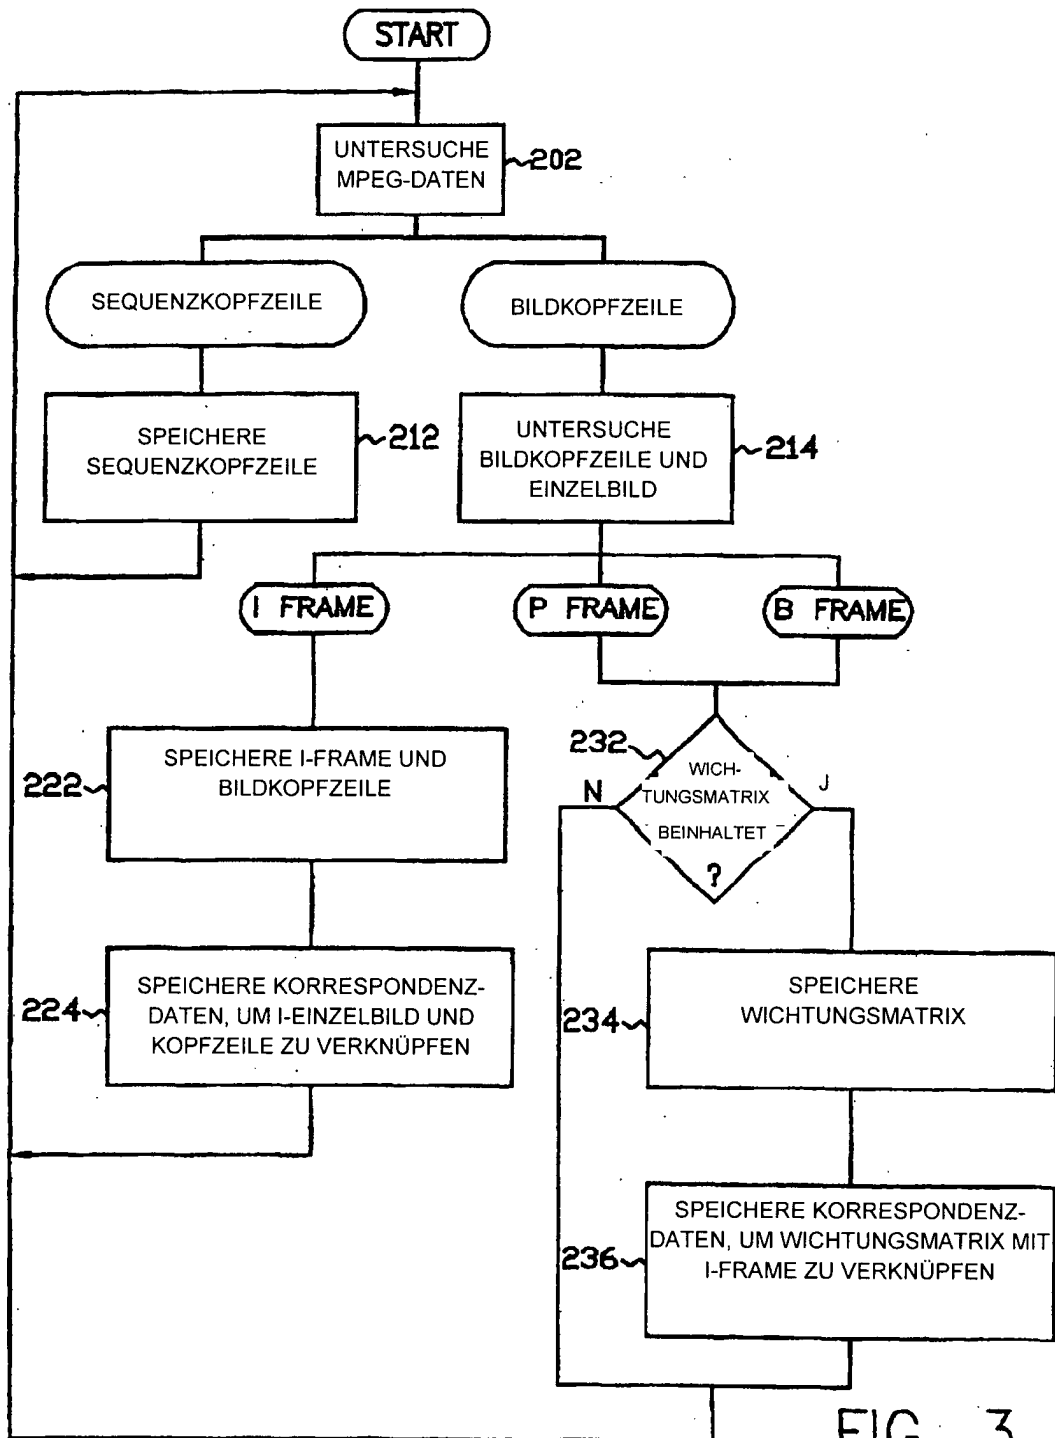 START
UNTERSUCHE
MPEG-DATEN
202
SEQUENZKOPFZEILE
BILDKOPFZEILE
SPEICHERE
SEQUENZKOPFZEILE
212
UNTERSUCHE
BILDKOPFZEILE UND
EINZELBILD
214
I FRAME
P FRAME
B FRAME
232
WICH-
TUNGSMATRIX
BEINHALTET
?
N
J
222
SPEICHERE I-FRAME UND
BILDKOPFZEILE
224
SPEICHERE KORRESPONDENZ-
DATEN, UM I-EINZELBILD UND
KOPFZEILE ZU VERKNÜPFEN
234
SPEICHERE
WICHTUNGSMATRIX
236
SPEICHERE KORRESPONDENZ-
DATEN, UM WICHTUNGSMATRIX MIT
I-FRAME ZU VERKNÜPFEN
FIG. 3